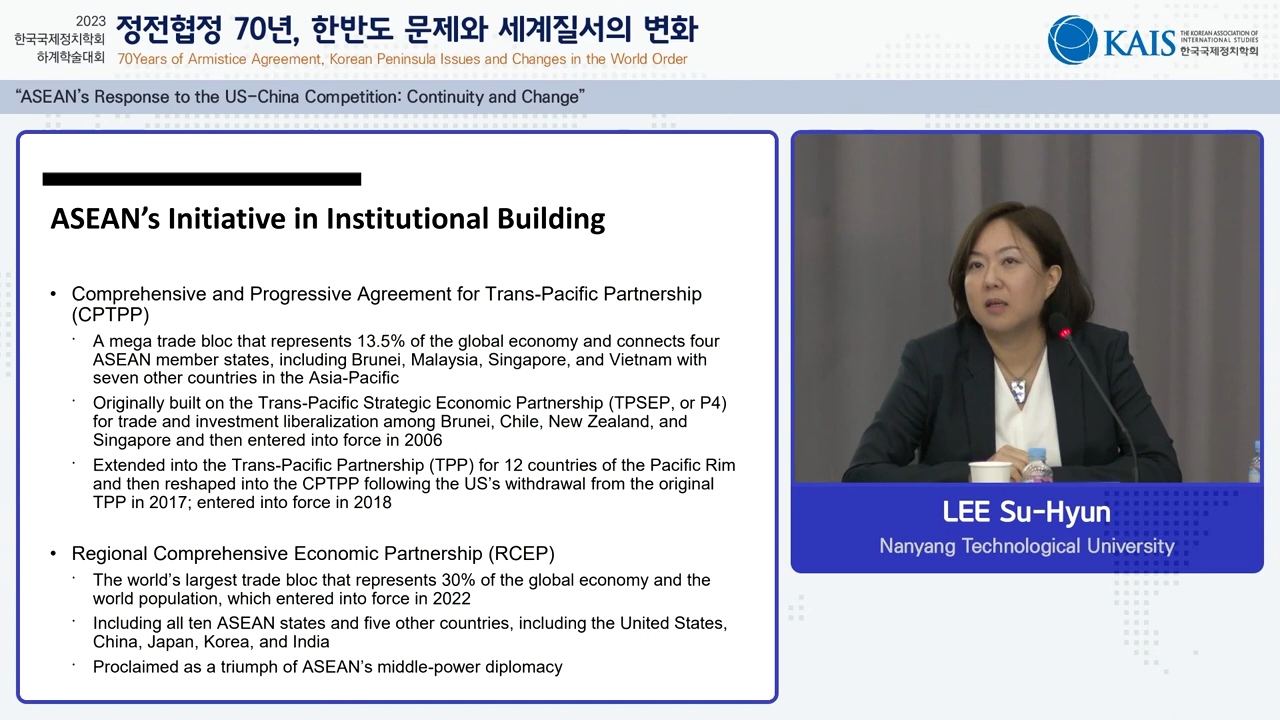 2023
한국국제정치학회
하계학술대회
정전협정 70년, 한반도 문제와 세계질서의 변화
70Years of Armistice Agreement, Korean Peninsula Issues and Changes in the World Order
KAIS
THE KOREAN ASSOCIATION OF
INTERNATIONAL STUDIES
한국국제정치학회
“ASEAN’s Response to the US-China Competition: Continuity and Change”
ASEAN’s Initiative in Institutional Building
• Comprehensive and Progressive Agreement for Trans-Pacific Partnership
(CPTPP)
· A mega trade bloc that represents 13.5% of the global economy and connects four
ASEAN member states, including Brunei, Malaysia, Singapore, and Vietnam with
seven other countries in the Asia-Pacific
· Originally built on the Trans-Pacific Strategic Economic Partnership (TPSEP, or P4)
for trade and investment liberalization among Brunei, Chile, New Zealand, and
Singapore and then entered into force in 2006
· Extended into the Trans-Pacific Partnership (TPP) for 12 countries of the Pacific Rim
and then reshaped into the CPTPP following the US’s withdrawal from the original
TPP in 2017; entered into force in 2018
• Regional Comprehensive Economic Partnership (RCEP)
· The world’s largest trade bloc that represents 30% of the global economy and the
world population, which entered into force in 2022
· Including all ten ASEAN states and five other countries, including the United States,
China, Japan, Korea, and India
· Proclaimed as a triumph of ASEAN’s middle-power diplomacy
LEE Su-Hyun
Nanyang Technological University